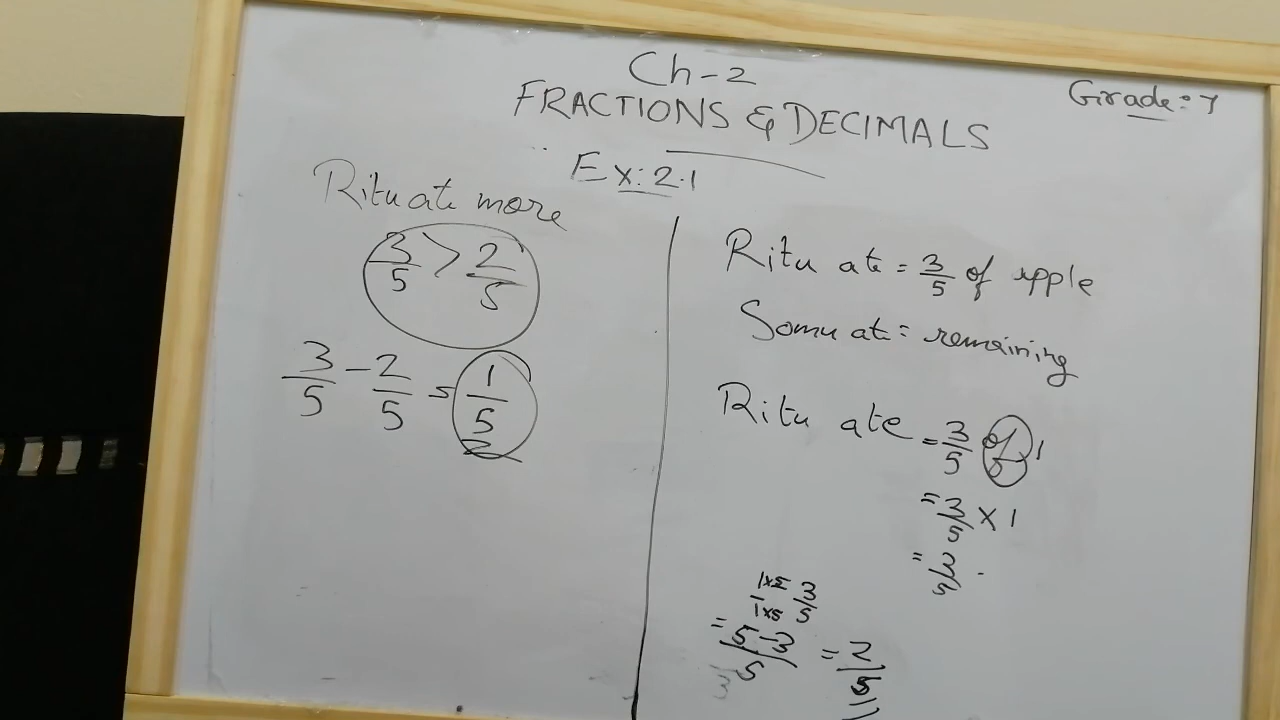 Ch-2
FRACTIONS & DECIMALS
Grade: 7
Ex: 2.1
Ritu ate more
3/5 > 2/5
3/5 - 2/5 = 1/5
Ritu ate = 3/5 of apple
Somu ate = remaining
Ritu ate = 3/5 of 1
= 3/5 × 1
= 3/5
1×5/1×5 - 3/5
= 5-3/5 = 2/5